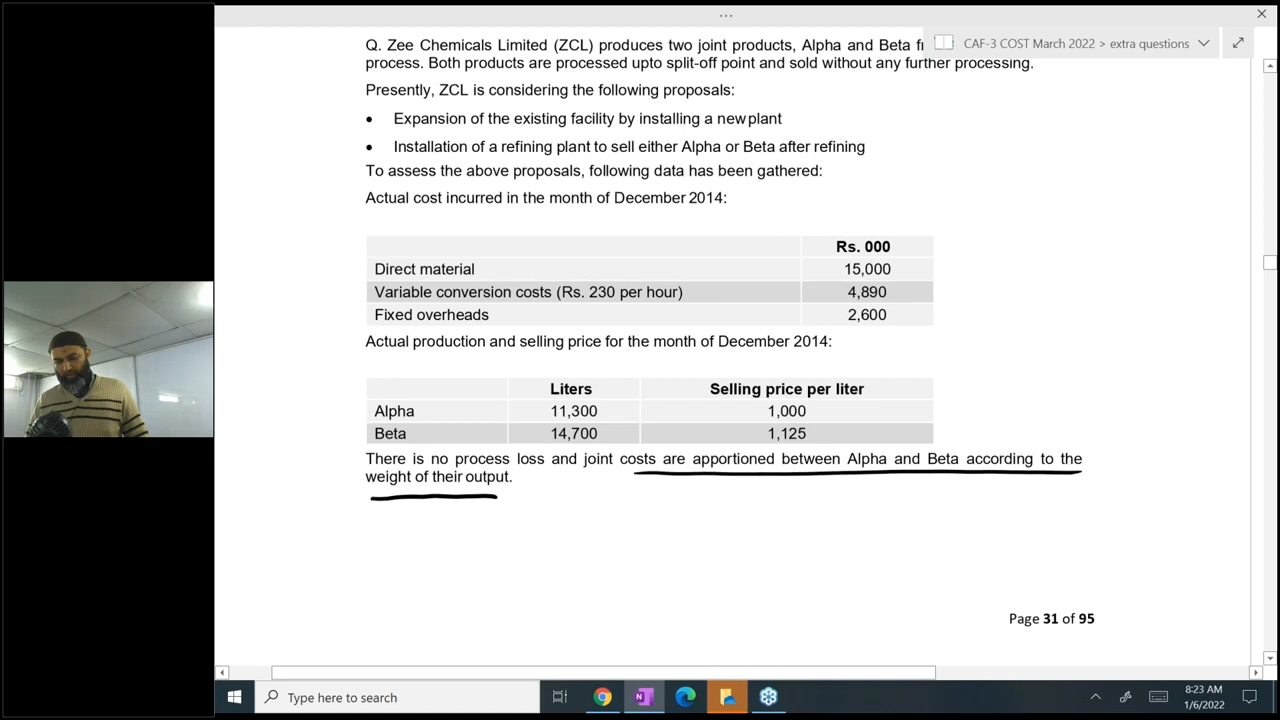 CAF-3 COST March 2022 > extra questions
Q. Zee Chemicals Limited (ZCL) produces two joint products, Alpha and Beta
process. Both products are processed upto split-off point and sold without any further processing.
Presently, ZCL is considering the following proposals:
• Expansion of the existing facility by installing a new plant
• Installation of a refining plant to sell either Alpha or Beta after refining
To assess the above proposals, following data has been gathered:
Actual cost incurred in the month of December 2014:
Rs. 000
Direct material 15,000
Variable conversion costs (Rs. 230 per hour) 4,890
Fixed overheads 2,600
Actual production and selling price for the month of December 2014:
Liters Selling price per liter
Alpha 11,300 1,000
Beta 14,700 1,125
There is no process loss and joint costs are apportioned between Alpha and Beta according to the
weight of their output.
Page 31 of 95
Type here to search
8:23 AM
1/6/2022